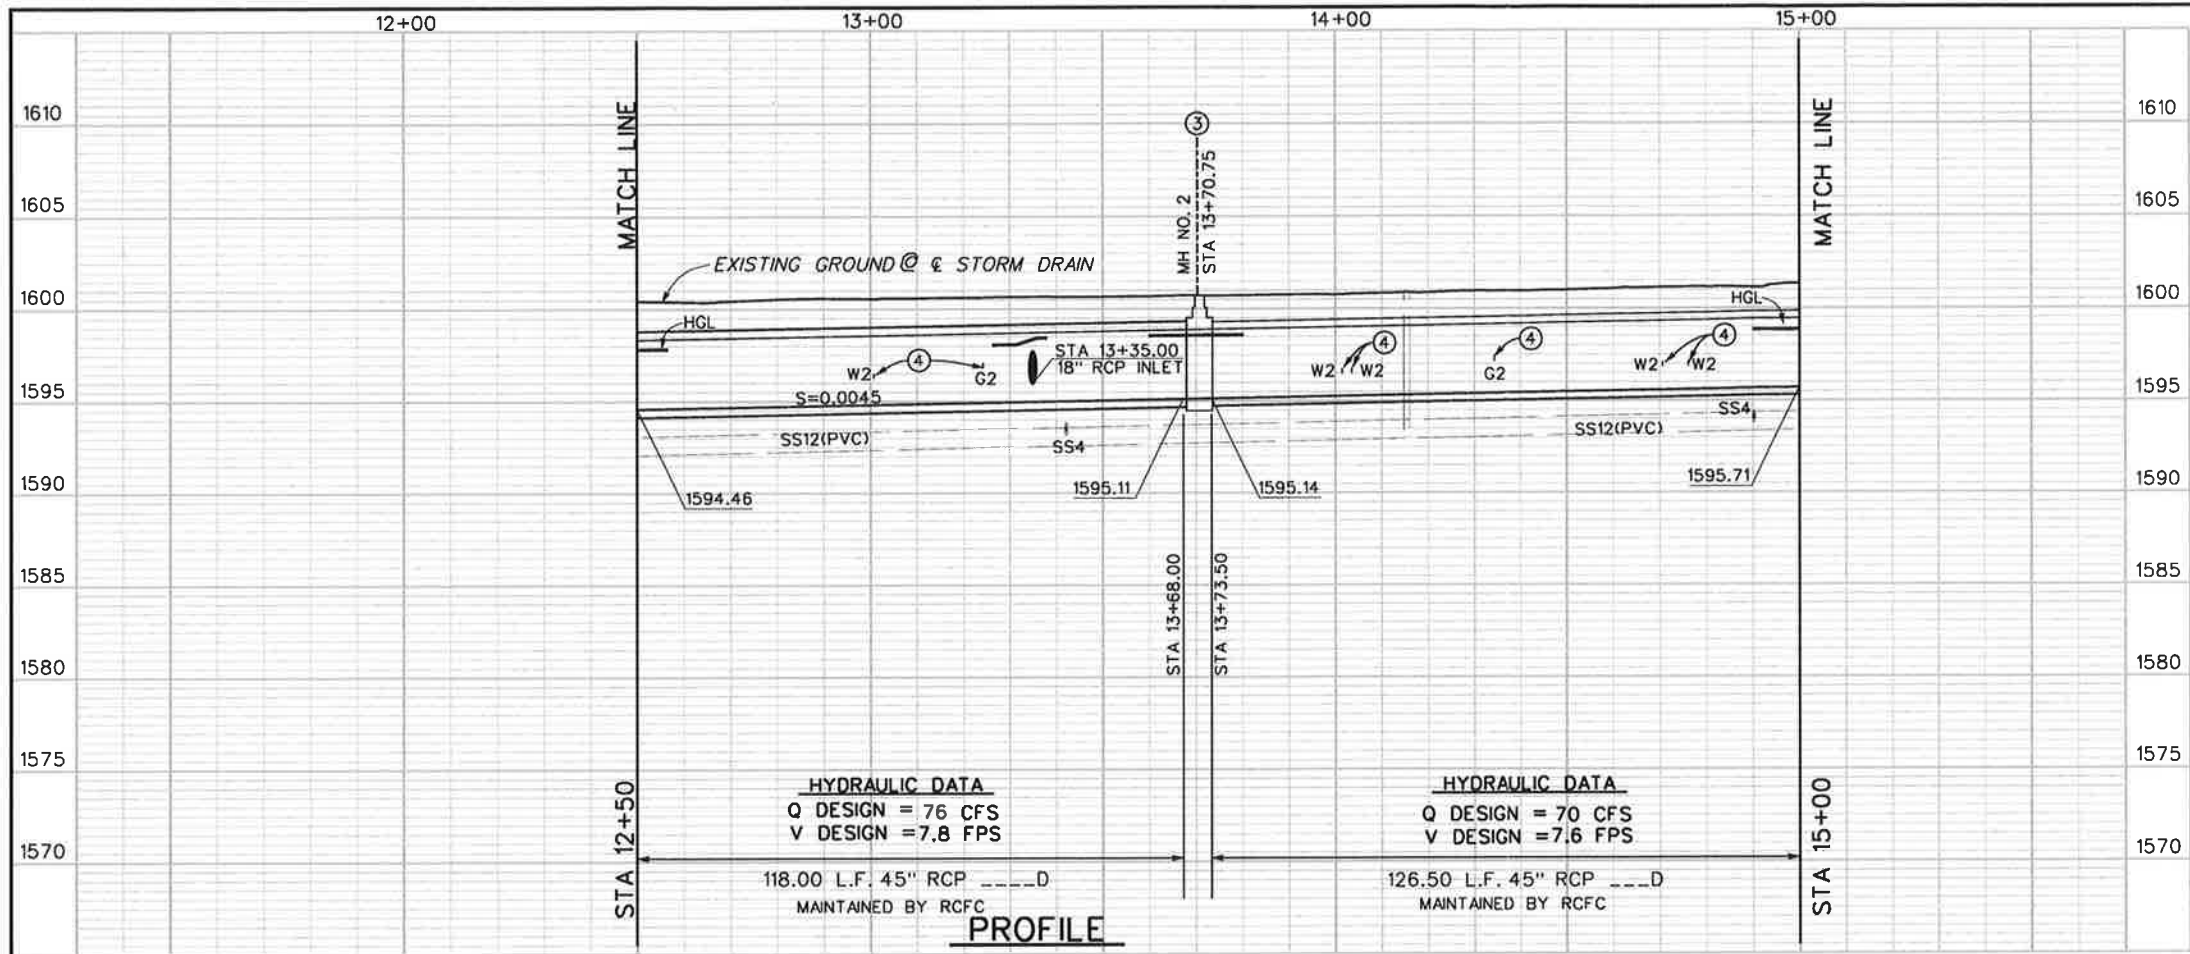 12+00 13+00 14+00 15+00
1610 1610
1605 1605
1600 1600
1595 1595
1590 1590
1585 1585
1580 1580
1575 1575
1570 1570
MATCH LINE
STA 12+50
MATCH LINE
STA 15+00
3
MH NO. 2
STA 13+70.75
EXISTING GROUND @ ℄ STORM DRAIN
HGL
HGL
W2 4 G2
STA 13+35.00
18" RCP INLET
W2 4 W2
4
G2
W2 4 W2
S=0.0045
SS12(PVC)
SS4
SS12(PVC)
SS4
1594.46
1595.11
1595.14
1595.71
STA 13+68.00
STA 13+73.50
HYDRAULIC DATA
Q DESIGN = 76 CFS
V DESIGN =7.8 FPS
118.00 L.F. 45" RCP ____D
MAINTAINED BY RCFC
HYDRAULIC DATA
Q DESIGN = 70 CFS
V DESIGN =7.6 FPS
126.50 L.F. 45" RCP ___D
MAINTAINED BY RCFC
PROFILE